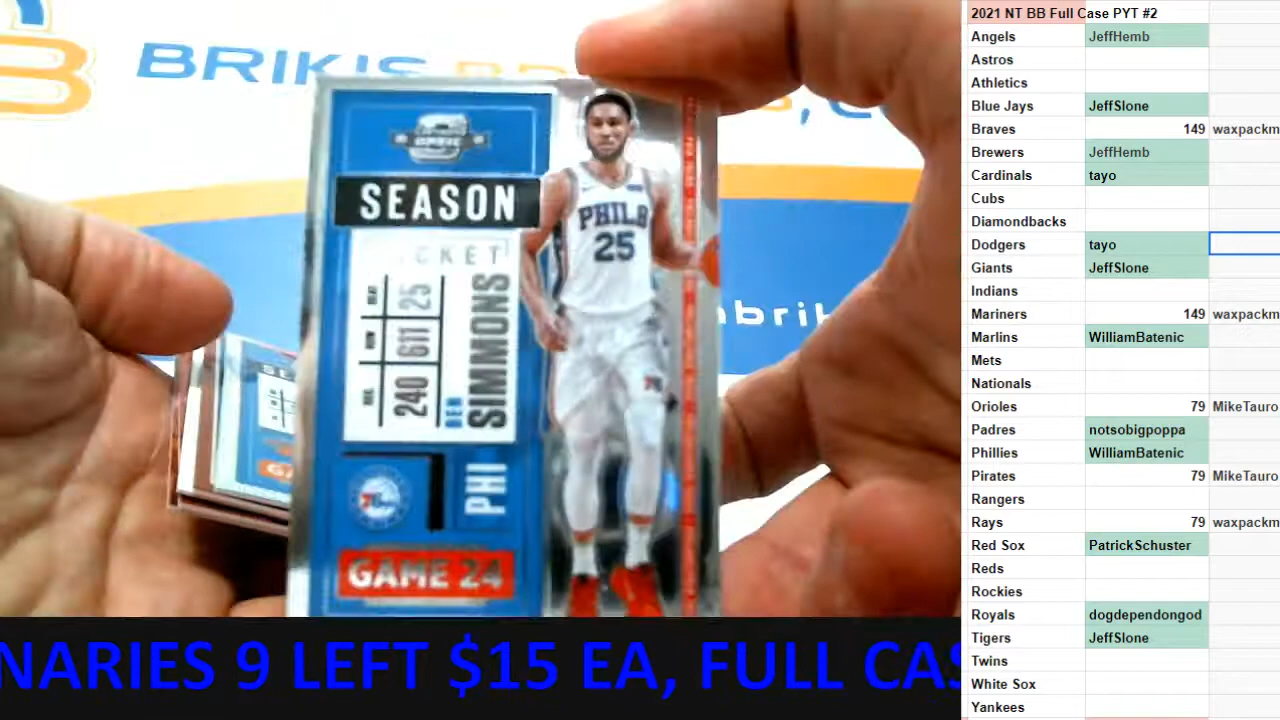 BRIKIS
SEASON
CKET
25
611
240
BEN
SIMMONS
PHI
GAME 24
PHILA
25
76
NARIES 9 LEFT $15 EA, FULL CAS
2021 NT BB Full Case PYT #2
Angels JeffHemb
Astros
Athletics
Blue Jays JeffSlone
Braves 149 waxpackm
Brewers JeffHemb
Cardinals tayo
Cubs
Diamondbacks
Dodgers tayo
Giants JeffSlone
Indians
Mariners 149 waxpackm
Marlins WilliamBatenic
Mets
Nationals
Orioles 79 MikeTauro
Padres notsobigpoppa
Phillies WilliamBatenic
Pirates 79 MikeTauro
Rangers
Rays 79 waxpackm
Red Sox PatrickSchuster
Reds
Rockies
Royals dogdependongod
Tigers JeffSlone
Twins
White Sox
Yankees